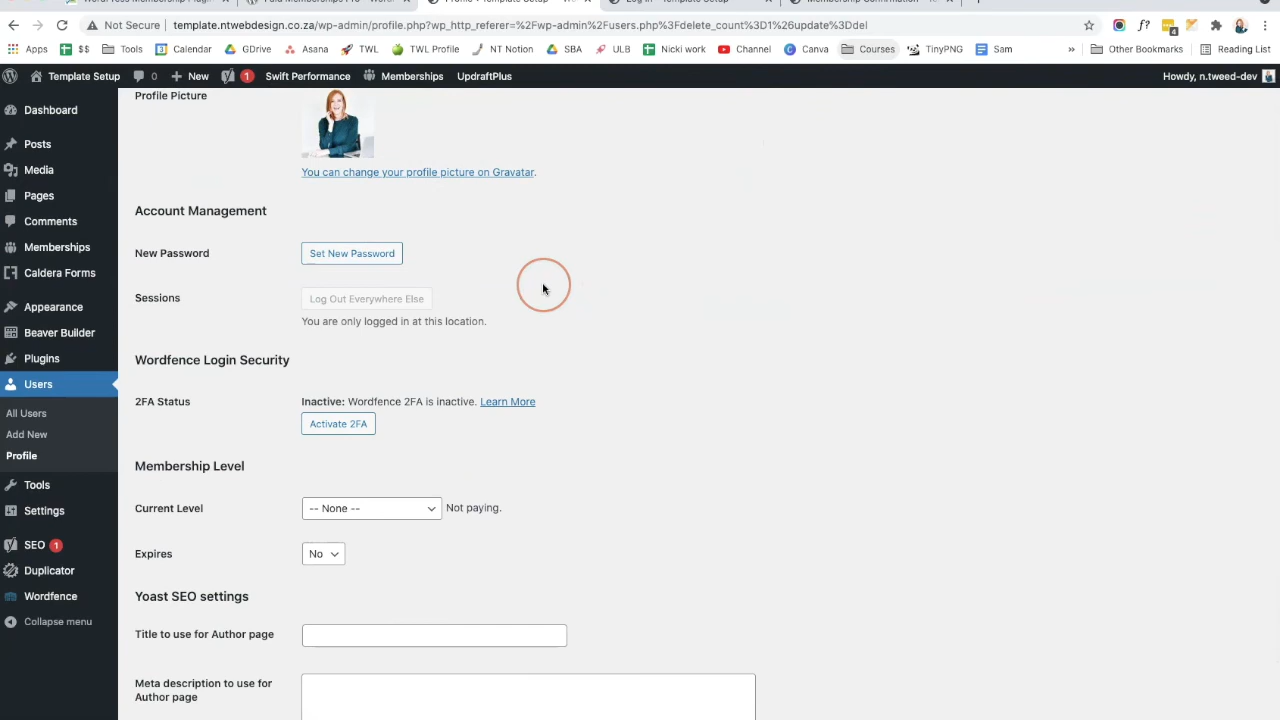 Not Secure template.ntwebdesign.co.za/wp-admin/profile.php?wp_http_referer=%2Fwp-admin%2Fusers.php%3Fdelete_count%3D1%26update%3Ddel
Apps $$ Tools Calendar GDrive Asana TWL TWL Profile NT Notion SBA ULB Nicki work Channel Canva Courses TinyPNG Sam » Other Bookmarks Reading List
Template Setup 0 New 1 Swift Performance Memberships UpdraftPlus Howdy, n.tweed-dev
Dashboard
Posts
Media
Pages
Comments
Memberships
Caldera Forms
Appearance
Beaver Builder
Plugins
Users
All Users
Add New
Profile
Tools
Settings
SEO 1
Duplicator
Wordfence
Collapse menu
Profile Picture
You can change your profile picture on Gravatar.
Account Management
New Password Set New Password
Sessions Log Out Everywhere Else
You are only logged in at this location.
Wordfence Login Security
2FA Status Inactive: Wordfence 2FA is inactive. Learn More
Activate 2FA
Membership Level
Current Level -- None -- Not paying.
Expires No
Yoast SEO settings
Title to use for Author page
Meta description to use for
Author page